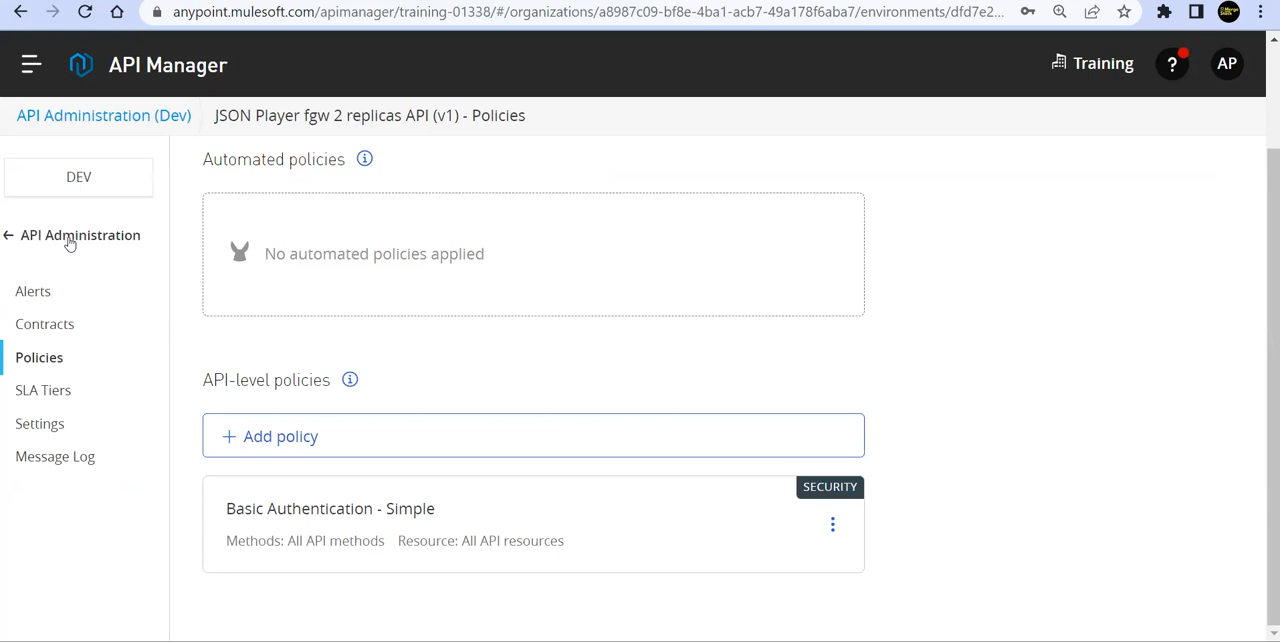 anypoint.mulesoft.com/apimanager/training-01338/#/organizations/a8987c09-bf8e-4ba1-acb7-49a178f6aba7/environments/dfd7e2...
API Manager
Training
?
AP
API Administration (Dev)
JSON Player fgw 2 replicas API (v1) - Policies
DEV
API Administration
Alerts
Contracts
Policies
SLA Tiers
Settings
Message Log
Automated policies
No automated policies applied
API-level policies
+ Add policy
SECURITY
Basic Authentication - Simple
Methods: All API methods Resource: All API resources